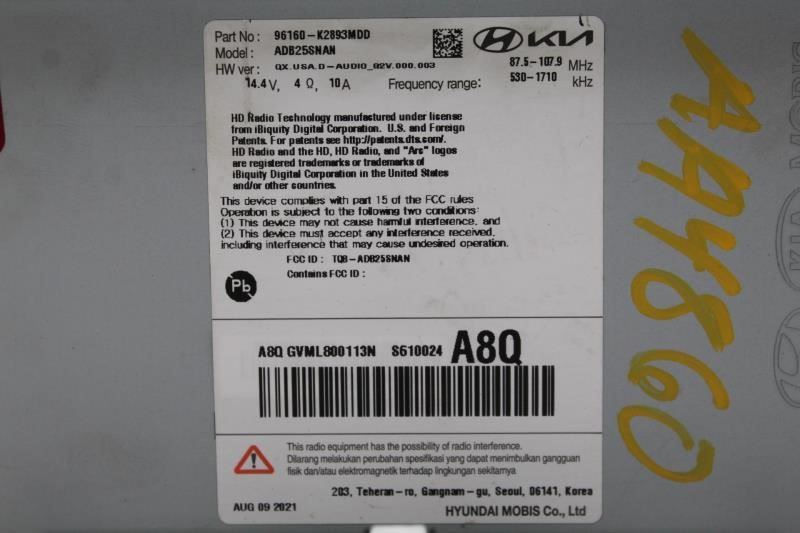 Part No : 96160-K2893MDD
Model : ADB25SNAN
HW ver : QX.USA.D-AUDIO_Q2V.000.003
14.4V, 4 Ω, 10A
KIA
Frequency range: 87.5-107.9 MHz
530-1710 kHz
HD Radio Technology manufactured under license
from iBiquity Digital Corporation. U.S. and Foreign
Patents. For patents see http://patents.dts.com/.
HD Radio and the HD, HD Radio, and "Arc" logos
are registered trademarks or trademarks of
iBiquity Digital Corporation in the United States
and/or other countries.
This device complies with part 15 of the FCC rules
Operation is subject to the following two conditions:
(1) This device may not cause harmful interference, and
(2) This device must accept any interference received,
including interference that may cause undesired operation.
FCC ID : TQB-ADB25SNAN
Contains FCC ID :
Pb
A8Q GVML800113N S610024 A8Q
This radio equipment has the possibility of radio interference.
Dilarang melakukan perubahan spesifikasi yang dapat menimbulkan gangguan
fisik dan/atau elektromagnetik terhadap lingkungan sekitarnya
203, Teheran-ro, Gangnam-gu, Seoul, 06141, Korea
AUG 09 2021
HYUNDAI MOBIS Co., Ltd
AA4860
KIA MOBIS